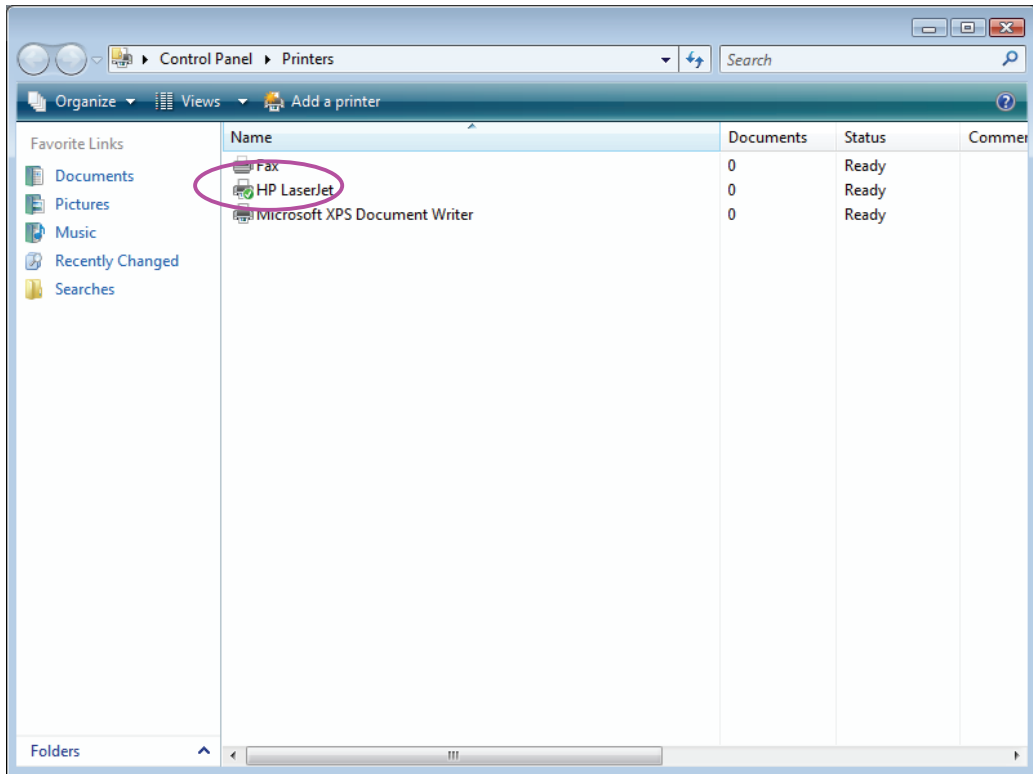 Control Panel Printers Search
Organize Views Add a printer
Favorite Links
Documents
Pictures
Music
Recently Changed
Searches
Folders
Name Documents Status Commen
Fax 0 Ready
HP LaserJet 0 Ready
Microsoft XPS Document Writer 0 Ready